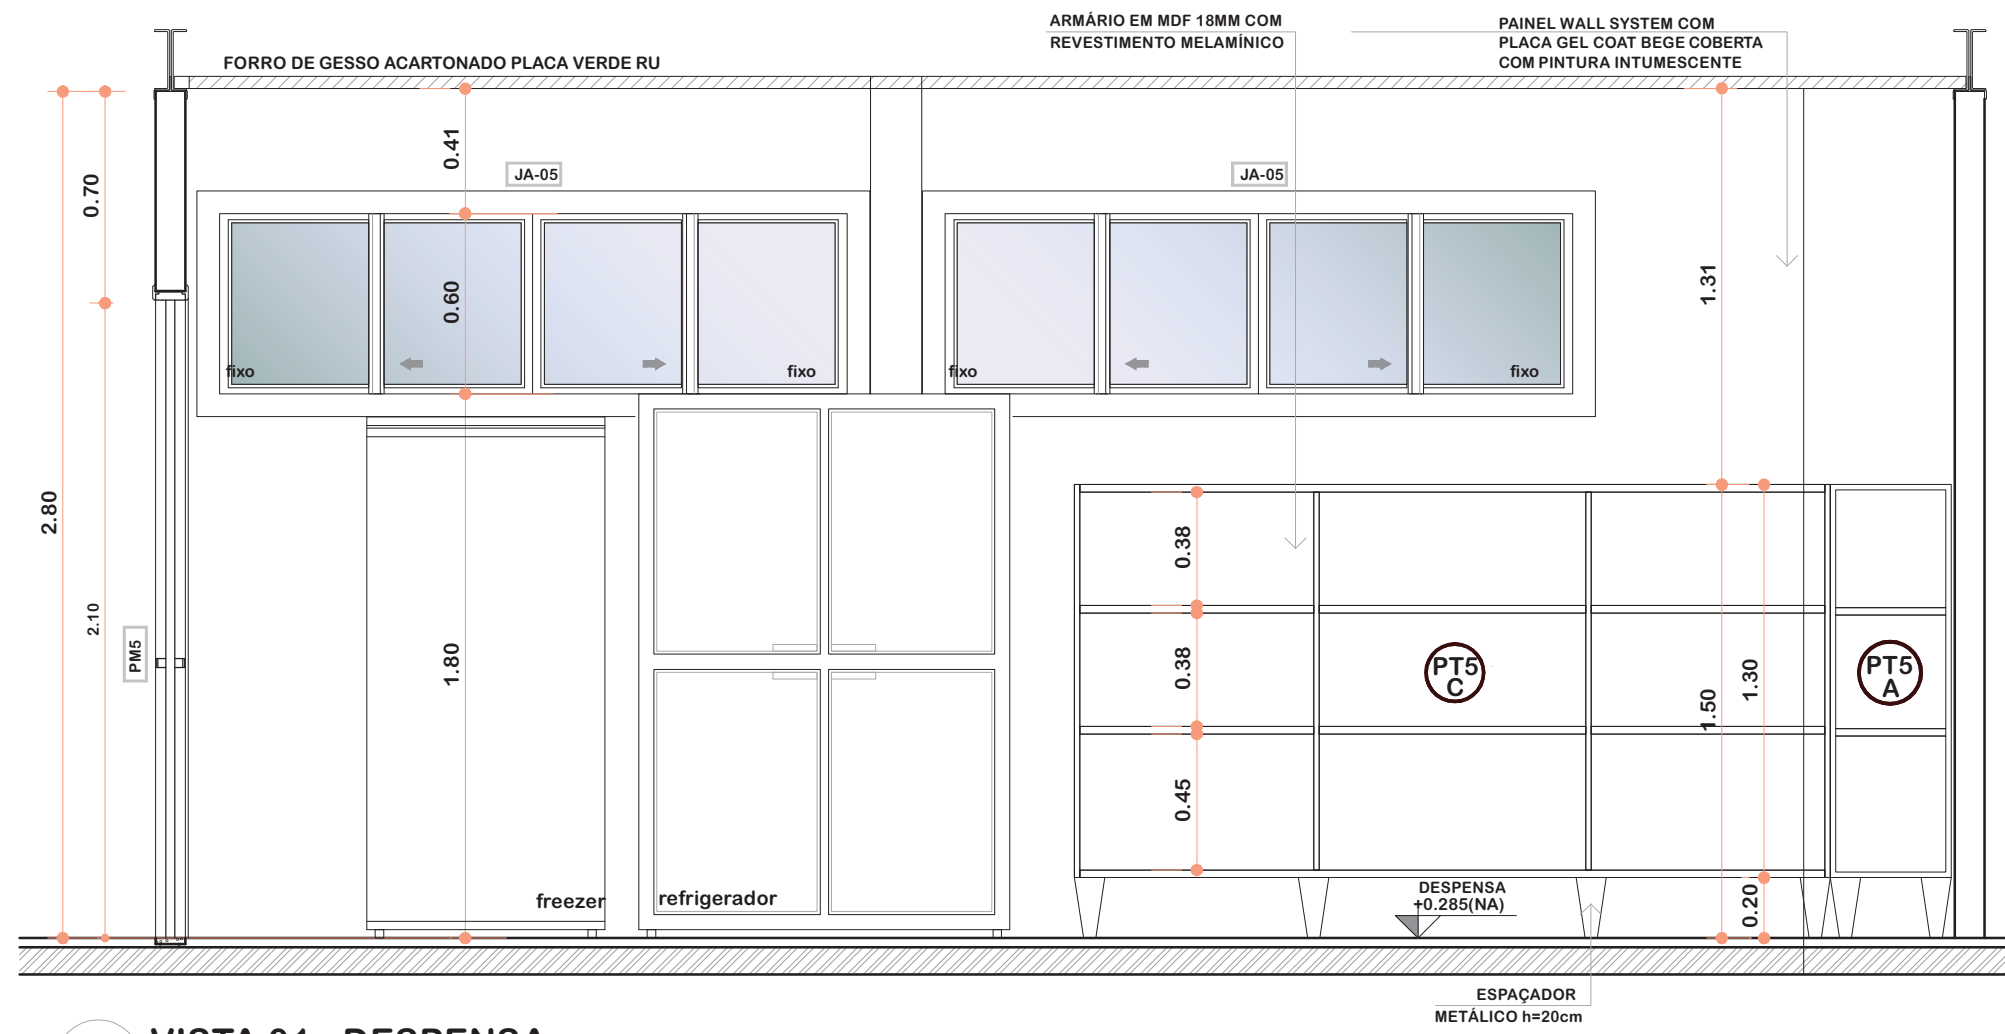 ARMÁRIO EM MDF 18MM COM
REVESTIMENTO MELAMÍNICO
PAINEL WALL SYSTEM COM
PLACA GEL COAT BEGE COBERTA
COM PINTURA INTUMESCENTE
FORRO DE GESSO ACARTONADO PLACA VERDE RU
0.41
0.70
JA-05
JA-05
1.31
0.60
fixo
fixo
fixo
fixo
2.80
0.38
2.10
PM5
1.80
0.38
PT5
C
1.50
1.30
PT5
A
0.45
freezer
refrigerador
DESPENSA
+0.285(NA)
0.20
ESPAÇADOR
METÁLICO h=20cm
VISTA 01 - DESPENSA